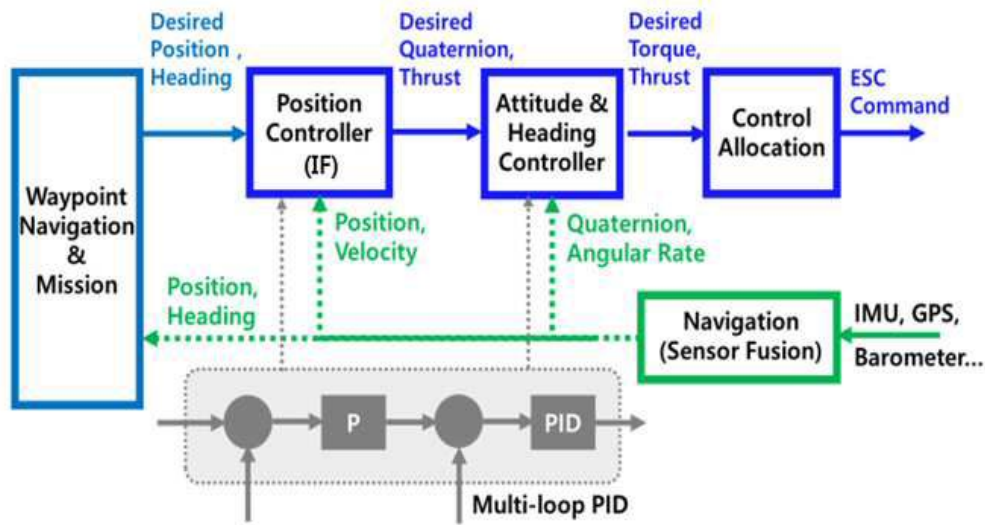 Desired
Position ,
Heading
Desired
Quaternion,
Thrust
Desired
Torque,
Thrust
ESC
Command
Position
Controller
(IF)
Attitude &
Heading
Controller
Control
Allocation
Waypoint
Navigation
&
Mission
Position,
Velocity
Quaternion,
Angular Rate
Position,
Heading
Navigation
(Sensor Fusion)
IMU, GPS,
Barometer...
P
PID
Multi-loop PID